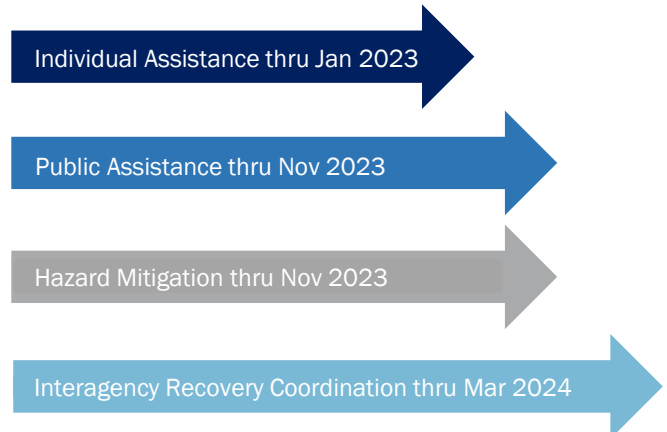 Individual Assistance thru Jan 2023
Public Assistance thru Nov 2023
Hazard Mitigation thru Nov 2023
Interagency Recovery Coordination thru Mar 2024